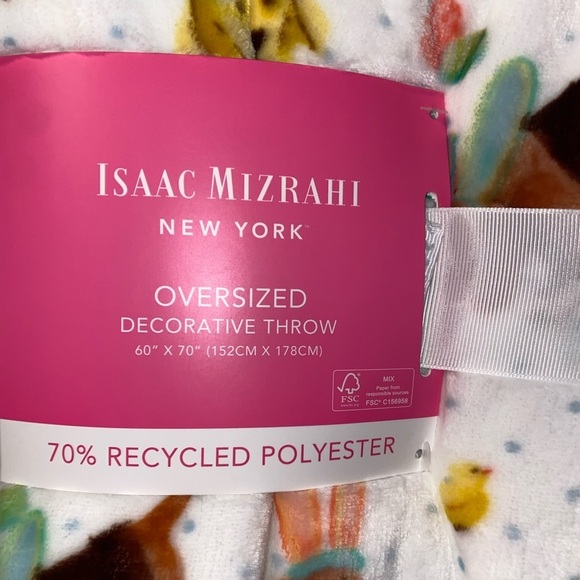 ISAAC MIZRAHI
NEW YORK™
OVERSIZED
DECORATIVE THROW
60" X 70" (152CM X 178CM)
FSC
MIX
Paper from
responsible sources
FSC® C156958
70% RECYCLED POLYESTER